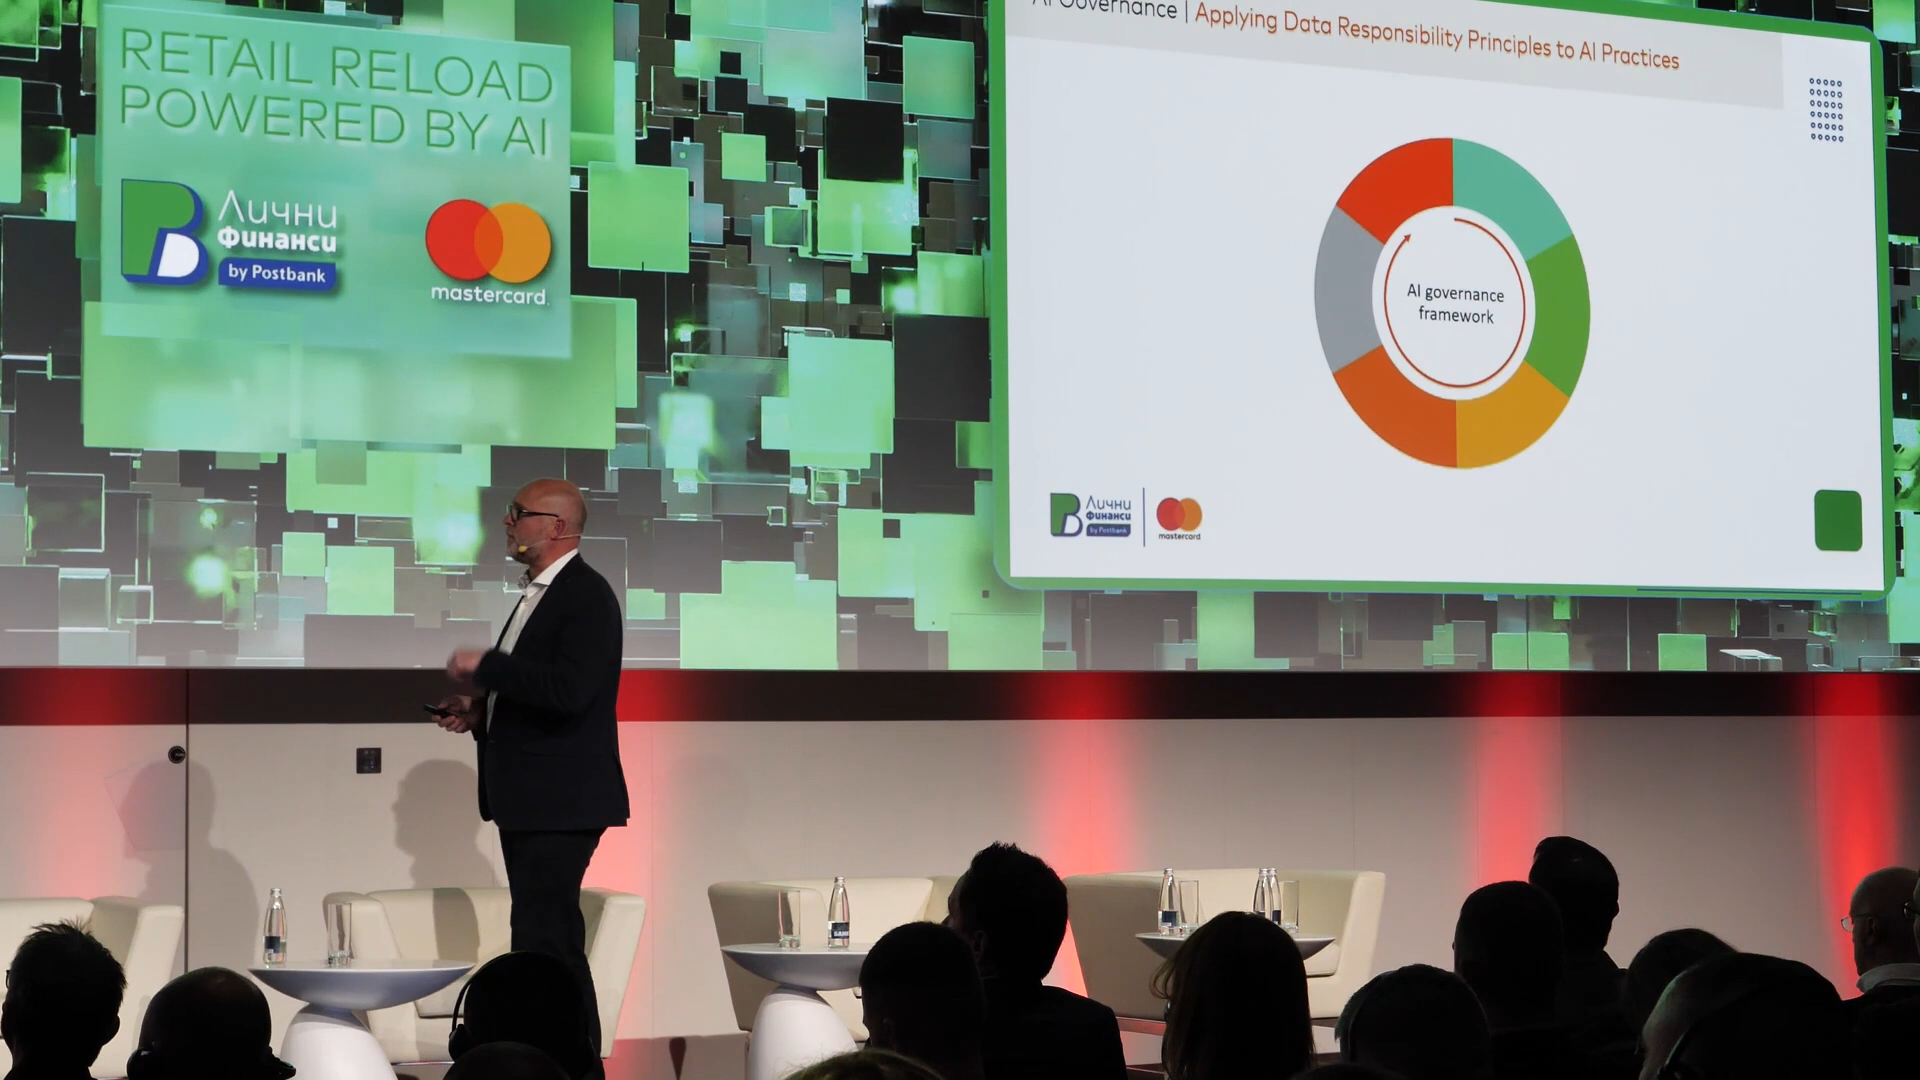 RETAIL RELOAD
POWERED BY AI
Лични
финанси
by Postbank
mastercard.
AI Governance | Applying Data Responsibility Principles to AI Practices
AI governance
framework
Лични
финанси
by Postbank
mastercard